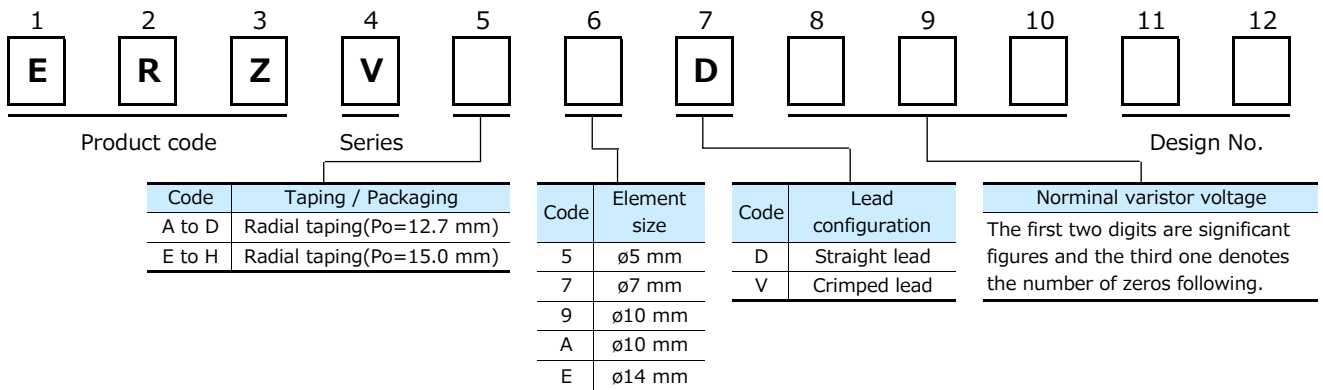 1 2 3 4 5 6 7 8 9 10 11 12
E R Z V D
Product code Series Design No.
Code Taping / Packaging
A to D Radial taping(Po=12.7 mm)
E to H Radial taping(Po=15.0 mm)
Code Element size
5 ø5 mm
7 ø7 mm
9 ø10 mm
A ø10 mm
E ø14 mm
Code Lead configuration
D Straight lead
V Crimped lead
Norminal varistor voltage
The first two digits are significant
figures and the third one denotes
the number of zeros following.